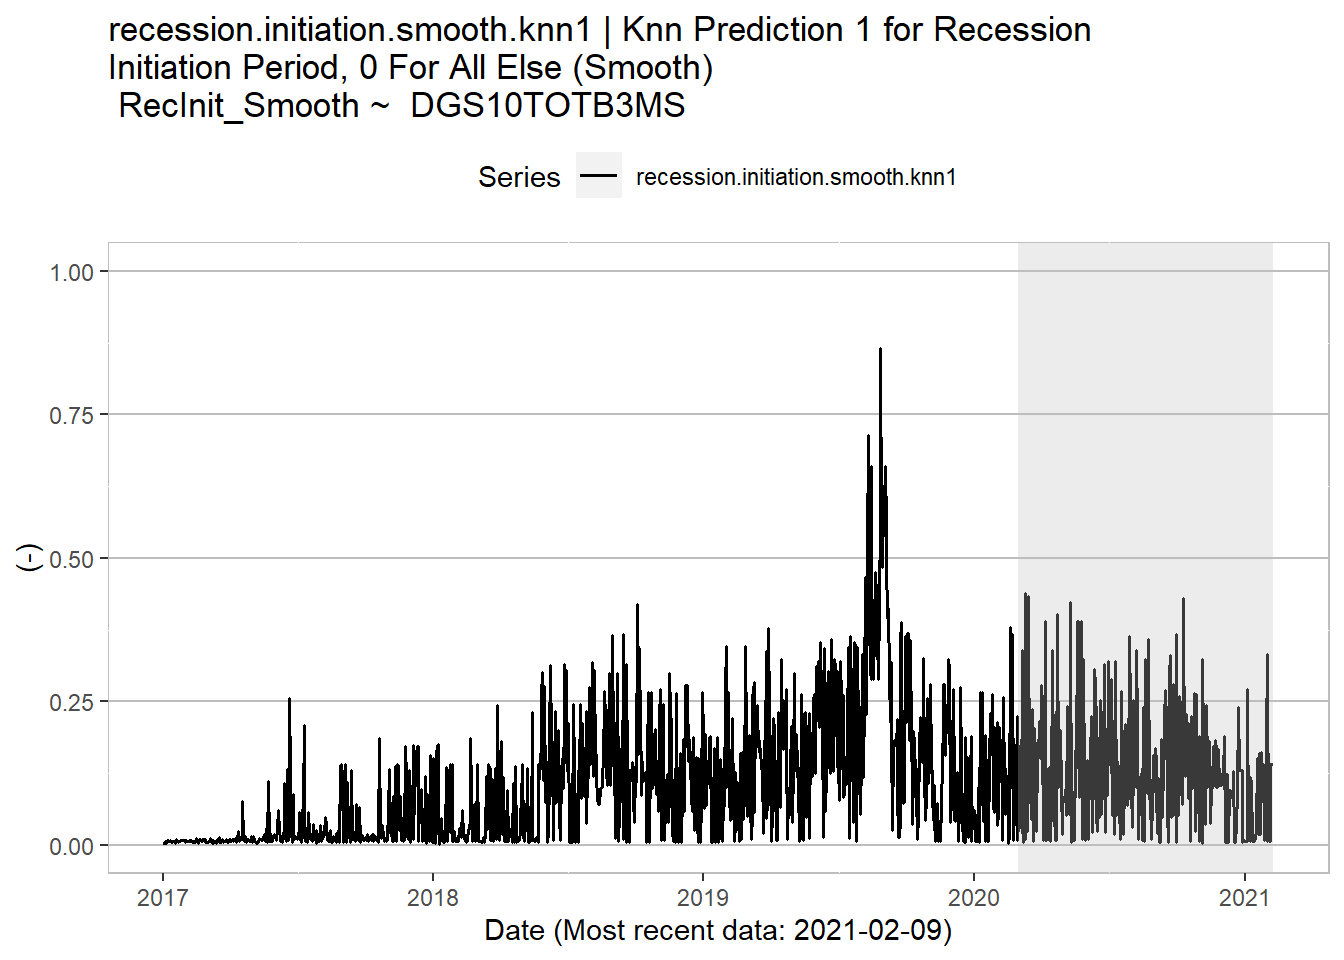 recession.initiation.smooth.knn1 | Knn Prediction 1 for Recession
Initiation Period, 0 For All Else (Smooth)
RecInit_Smooth ~  DGS10TOTB3MS
Series recession.initiation.smooth.knn1
1.00
0.75
0.50
0.25
0.00
(-)
2017 2018 2019 2020 2021
Date (Most recent data: 2021-02-09)